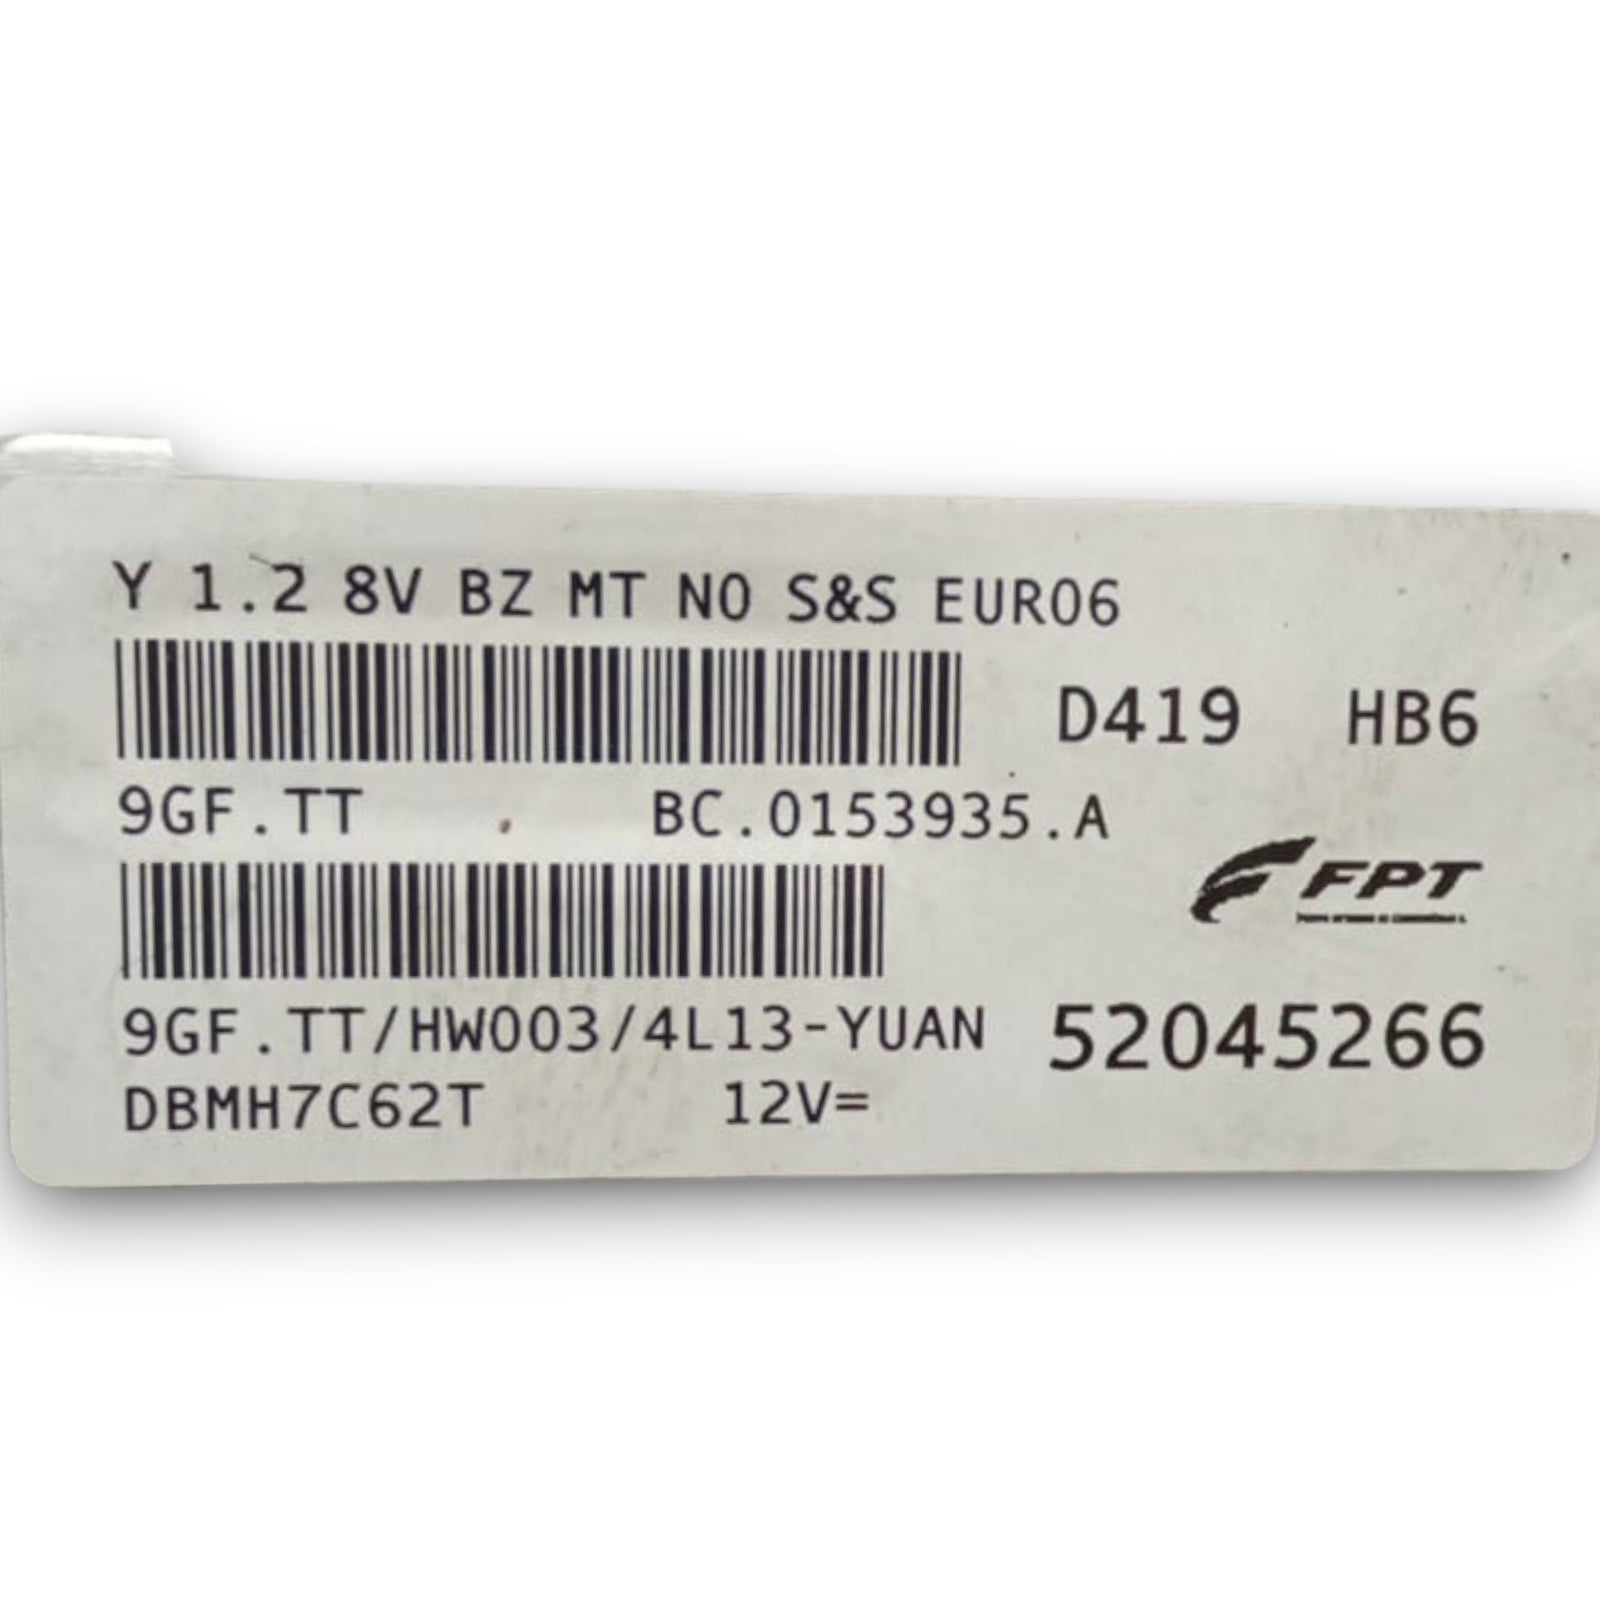 Y 1.2 8V BZ MT NO S&S EURO6
D419 HB6
9GF.TT BC.0153935.A
FPT
9GF.TT/HW003/4L13-YUAN 52045266
DBMH7C62T 12V=